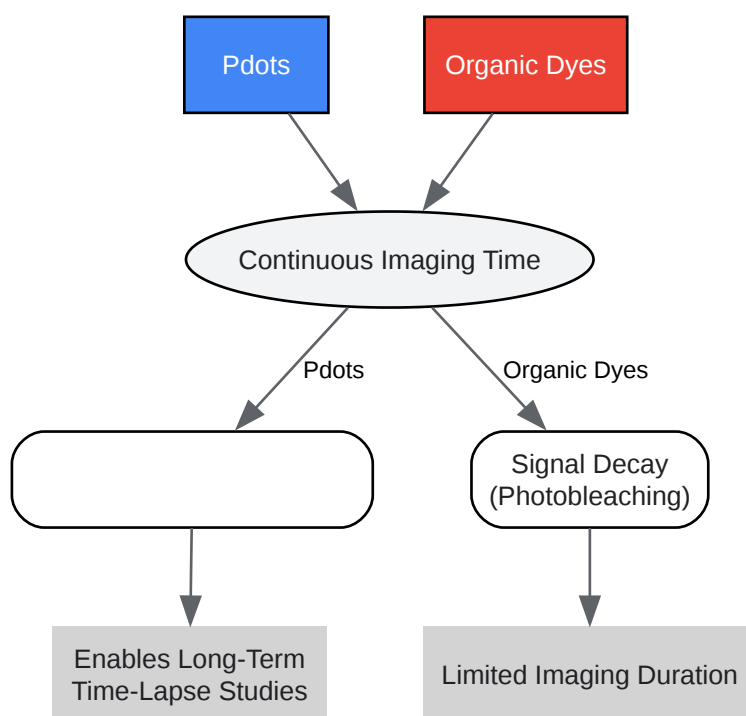 Pdots
Organic Dyes
Continuous Imaging Time
Pdots
Organic Dyes
Signal Decay
(Photobleaching)
Enables Long-Term
Time-Lapse Studies
Limited Imaging Duration